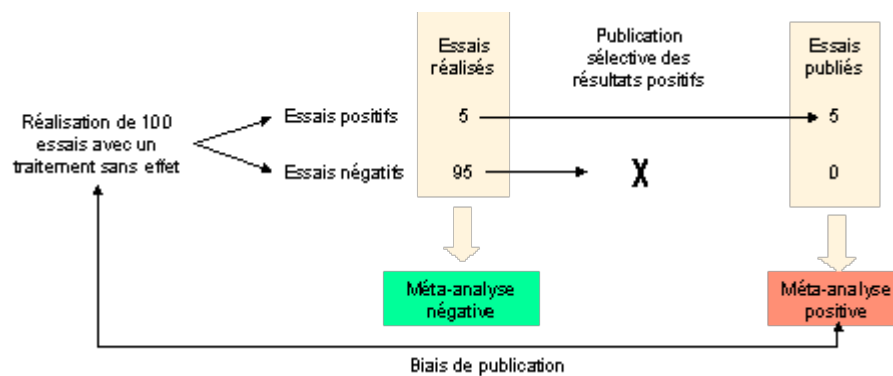 Essais
réalisés
Publication
sélective des
résultats positifs
Essais
publiés
Réalisation de 100
essais avec un
traitement sans effet
Essais positifs
5
5
Essais négatifs
95
X
0
Méta-analyse
négative
Méta-analyse
positive
Biais de publication